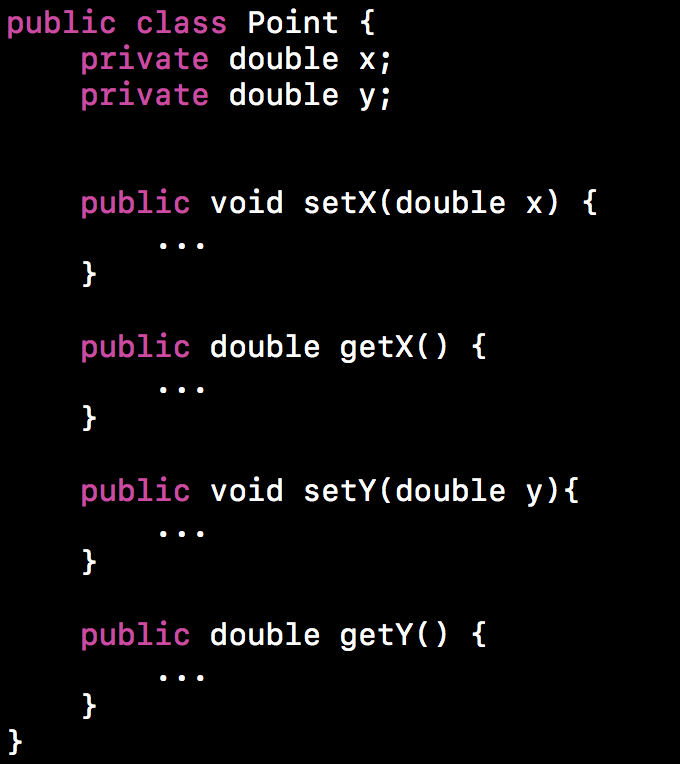 public class Point {
    private double x;
    private double y;
    public void setX(double x) {
        ...
    }
    public double getX() {
        ...
    }
    public void setY(double y){
        ...
    }
    public double getY() {
        ...
    }
}